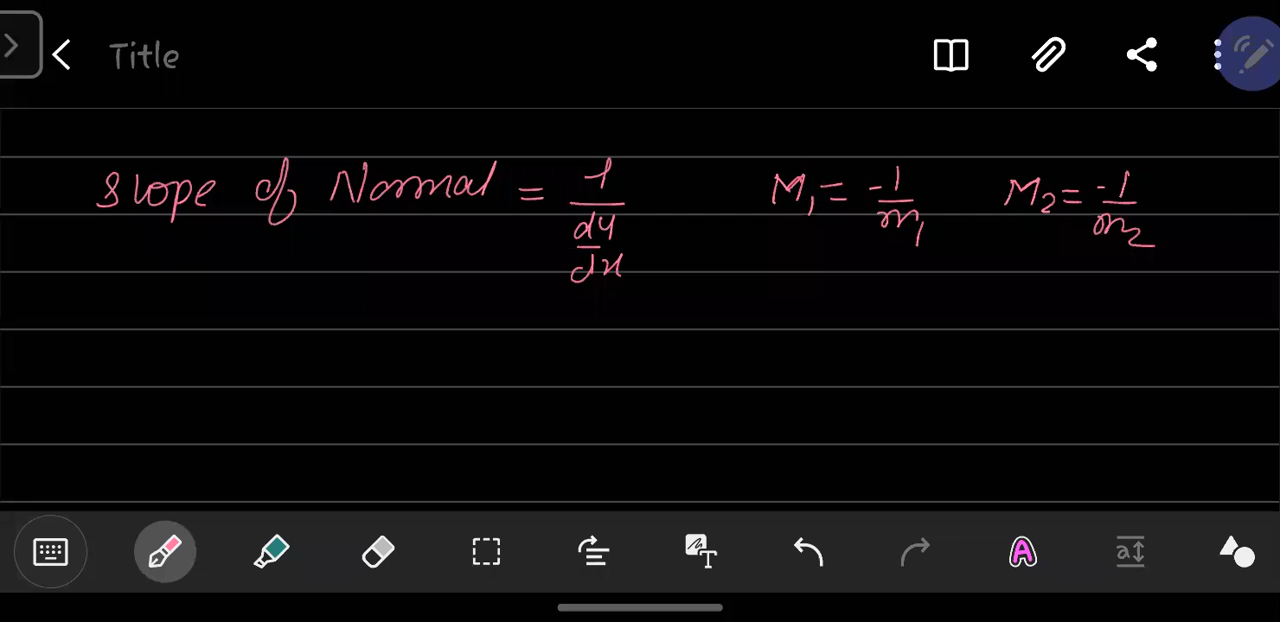 Title
Slope of Normal = 1/(dy/dx) M₁ = -1/m₁ M₂ = -1/m₂
A
a
T